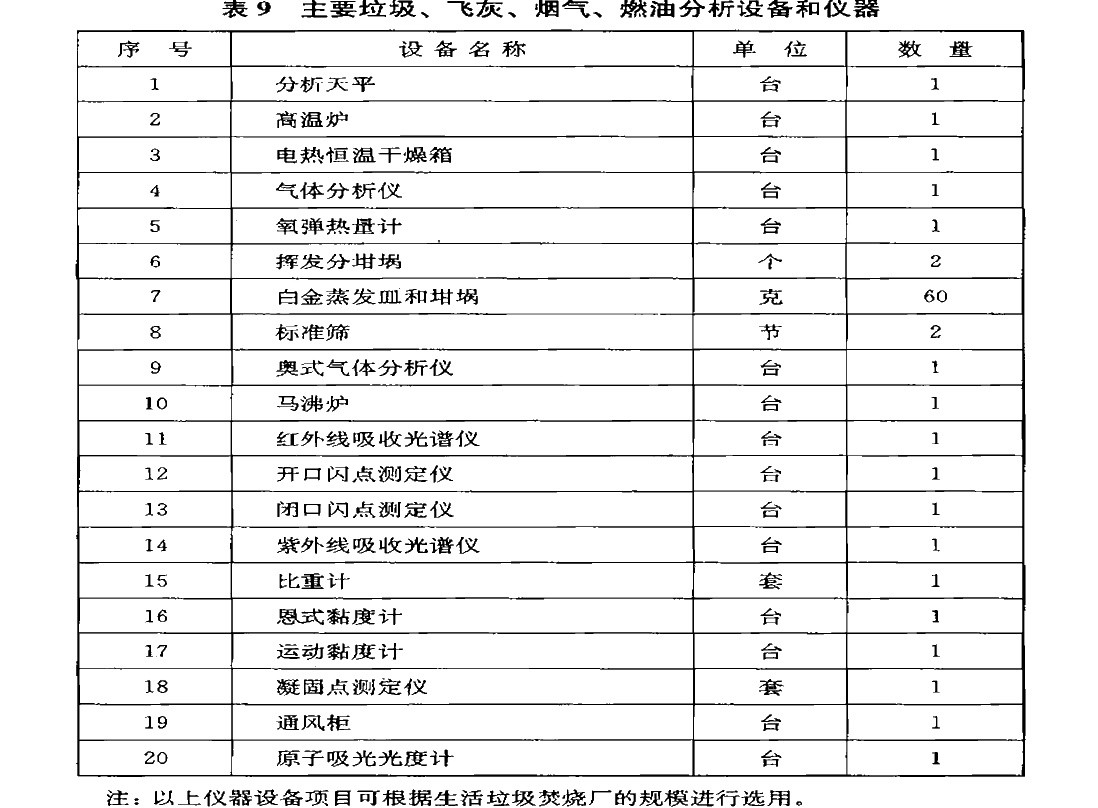 表9 主要垃圾、飞灰、烟气、燃油分析设备和仪器
序号 设备名称 单位 数量
1 分析天平 台 1
2 高温炉 台 1
3 电热恒温干燥箱 台 1
4 气体分析仪 台 1
5 氧弹热量计 台 1
6 挥发分坩埚 个 2
7 白金蒸发皿和坩埚 克 60
8 标准筛 节 2
9 奥式气体分析仪 台 1
10 马沸炉 台 1
11 红外线吸收光谱仪 台 1
12 开口闪点测定仪 台 1
13 闭口闪点测定仪 台 1
14 紫外线吸收光谱仪 台 1
15 比重计 套 1
16 恩式黏度计 台 1
17 运动黏度计 台 1
18 凝固点测定仪 套 1
19 通风柜 台 1
20 原子吸光光度计 台 1
注：以上仪器设备项目可根据生活垃圾焚烧厂的规模进行选用。